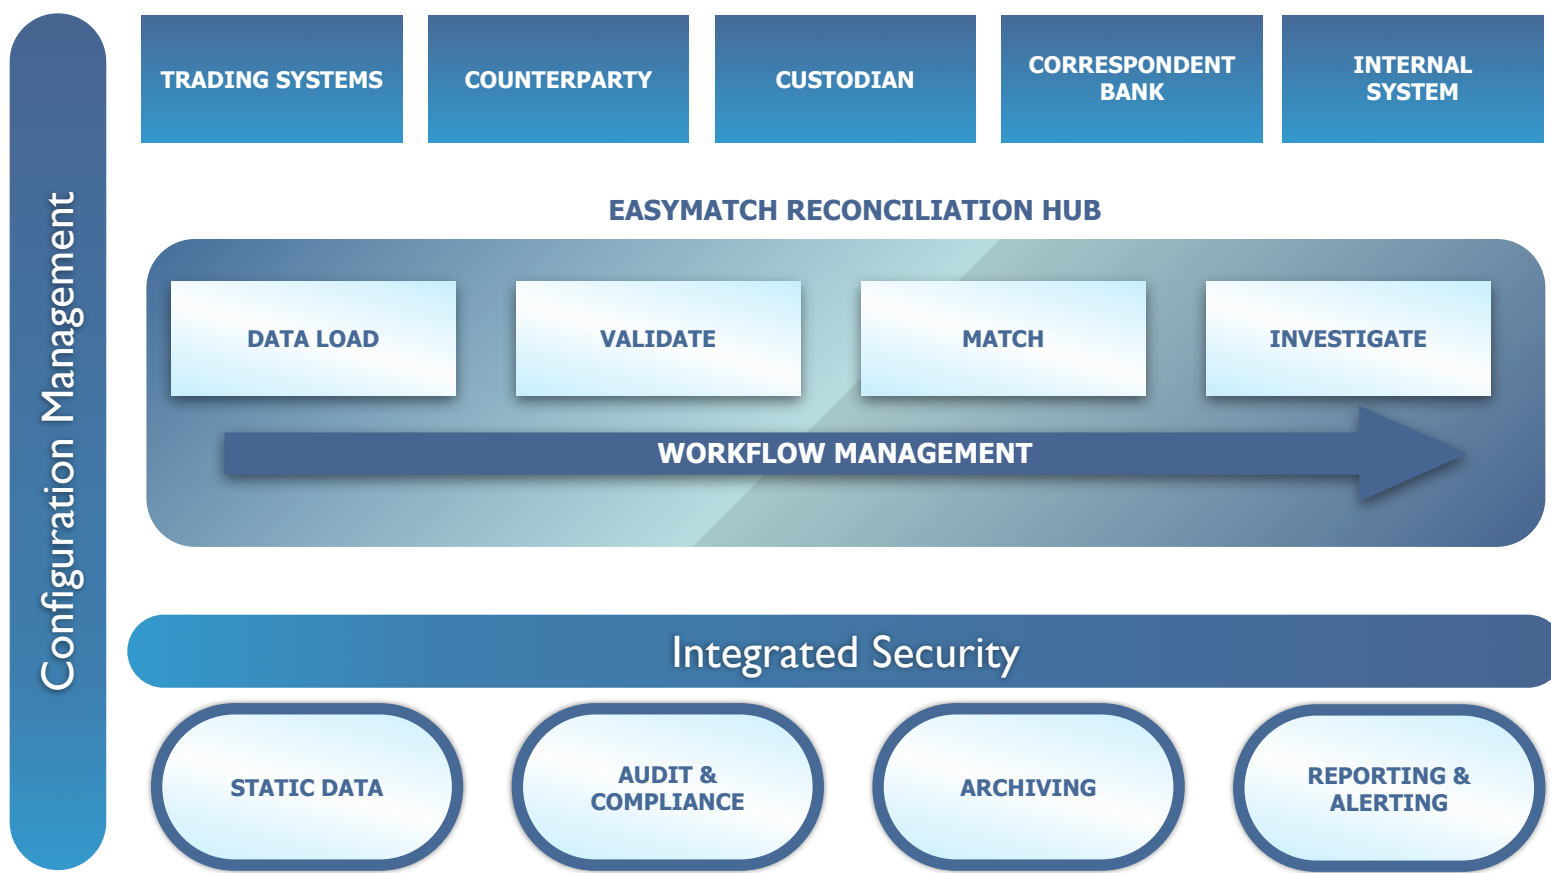 Configuration Management
TRADING SYSTEMS
COUNTERPARTY
CUSTODIAN
CORRESPONDENT
BANK
INTERNAL
SYSTEM
EASYMATCH RECONCILIATION HUB
DATA LOAD
VALIDATE
MATCH
INVESTIGATE
WORKFLOW MANAGEMENT
Integrated Security
STATIC DATA
AUDIT &
COMPLIANCE
ARCHIVING
REPORTING &
ALERTING